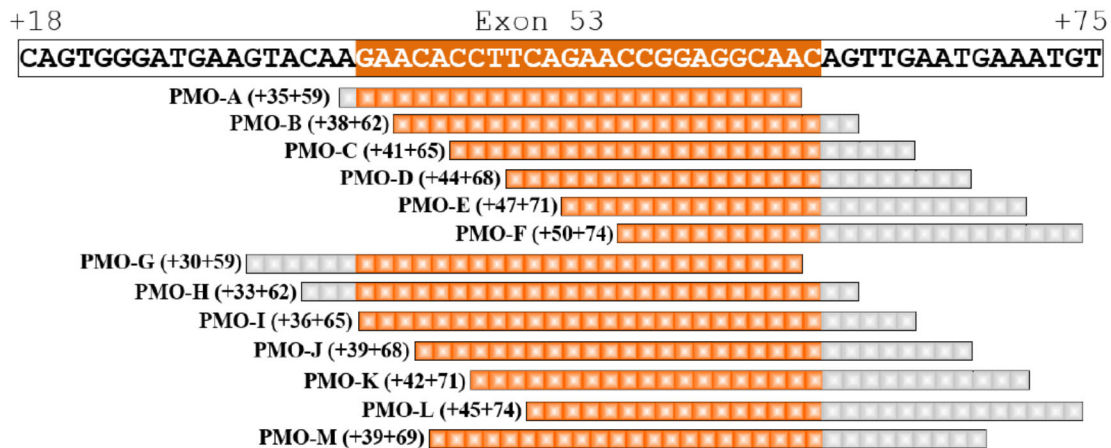 +18 Exon 53 +75
CAGTGGGATGAAGTACAAGAACACCTTCAGAACCGGAGGCAACAGTTGAATGAAATGT
PMO-A (+35+59)
PMO-B (+38+62)
PMO-C (+41+65)
PMO-D (+44+68)
PMO-E (+47+71)
PMO-F (+50+74)
PMO-G (+30+59)
PMO-H (+33+62)
PMO-I (+36+65)
PMO-J (+39+68)
PMO-K (+42+71)
PMO-L (+45+74)
PMO-M (+39+69)